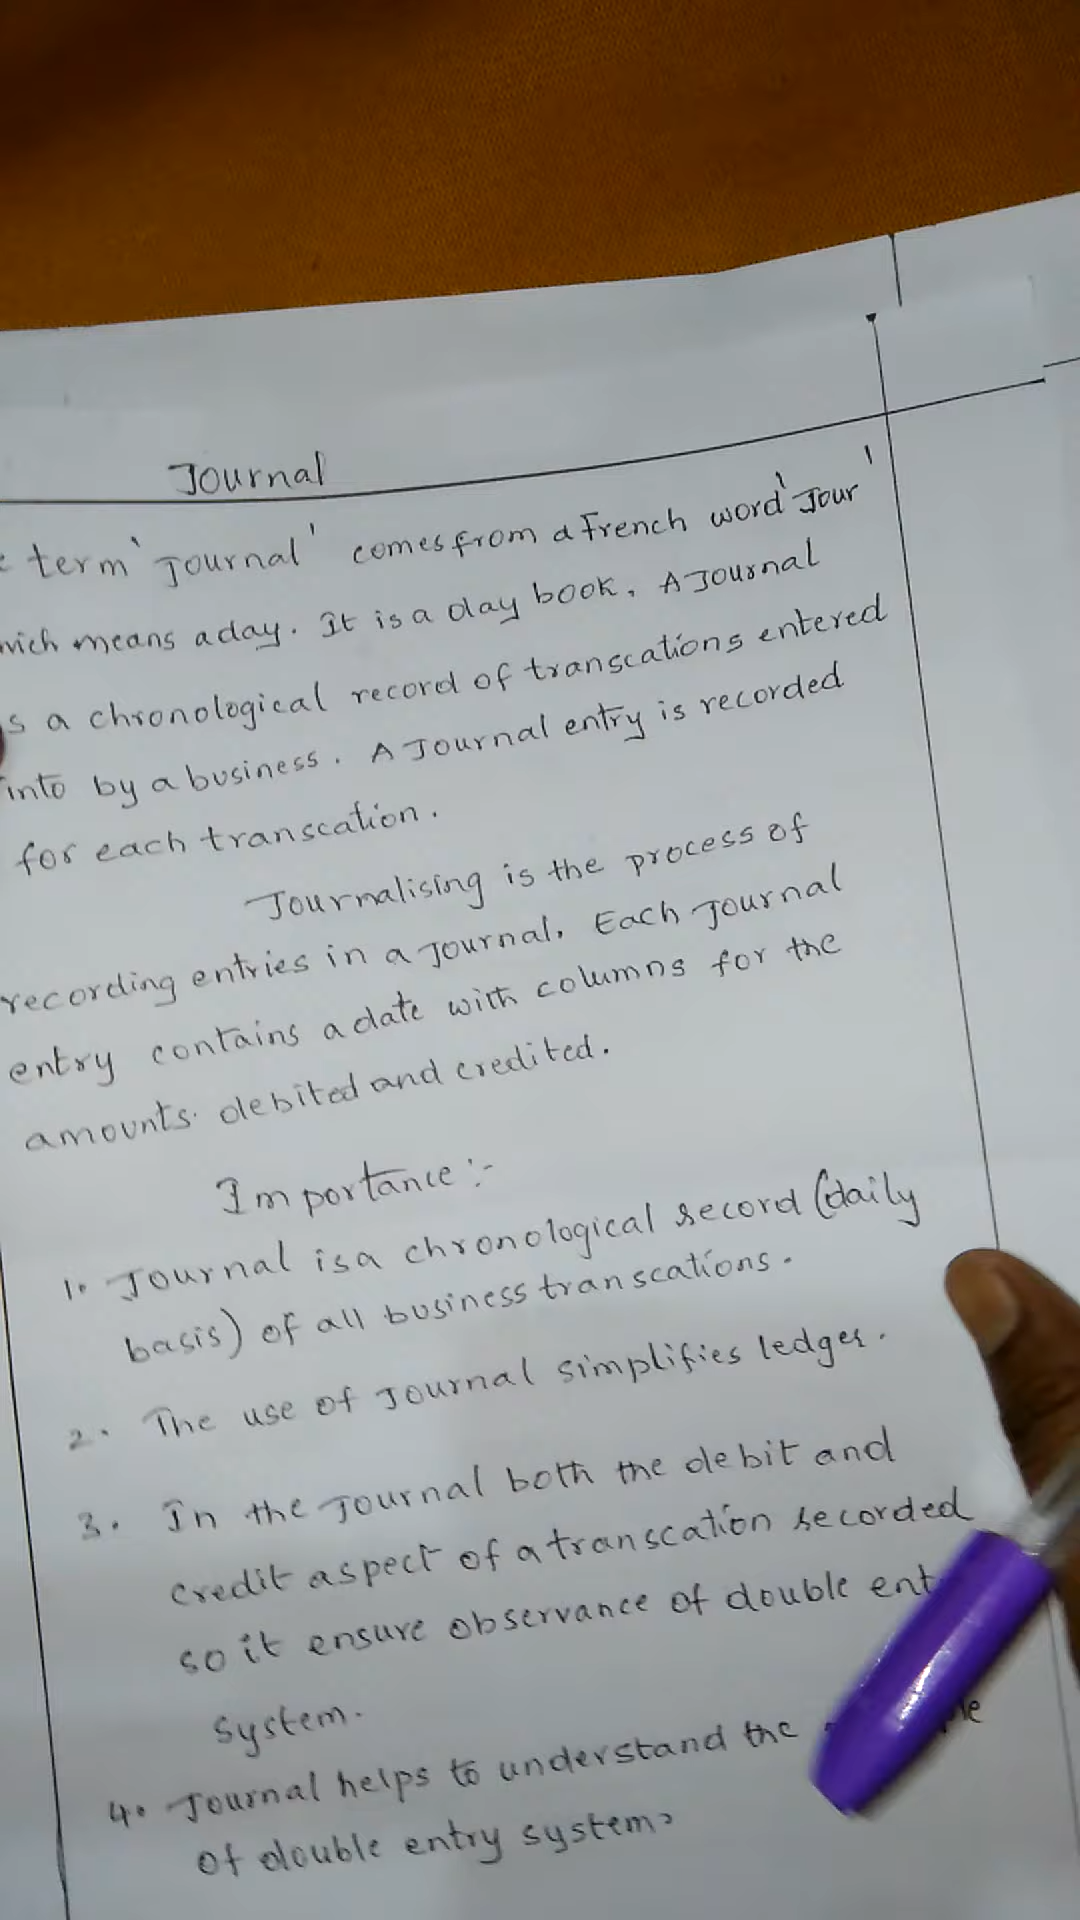 Journal
term 'Journal' comes from a French word 'Jour'
means a day. It is a day book. A Journal
a chronological record of transcations entered
into by a business. A Journal entry is recorded
for each transcation.
Journalising is the process of
recording entries in a Journal. Each Journal
entry contains a date with columns for the
amounts debited and credited.
Importance :-
1. Journal is a chronological record (daily
basis) of all business transcations.
2. The use of Journal simplifies ledger.
3. In the Journal both the debit and
credit aspect of a transcation recorded
so it ensure observance of double
system.
4. Journal helps to understand the
of double entry system.